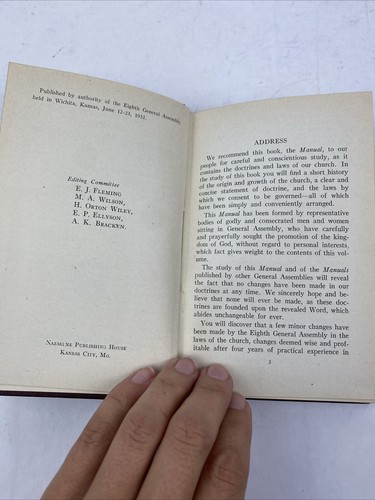 Published by authority of the Eighth General Assembly
held in Wichita, Kansas, June 12-23, 1932.
Editing Committee
E. J. Fleming
M. A. Wilson,
H. Orton Wiley,
E. P. Ellyson,
A. K. Bracken.
Nazarene Publishing House
Kansas City, Mo.
ADDRESS
We recommend this book, the Manual, to our
people for careful and conscientious study, as it
contains the doctrines and laws of our church. In
the study of this book you will find a short history
of the origin and growth of the church, a clear and
concise statement of doctrine, and the laws by
which we consent to be governed—all of which
have been simply and conveniently arranged.
This Manual has been formed by representative
bodies of godly and consecrated men and women
sitting in General Assembly, who have carefully
and prayerfully sought the promotion of the king-
dom of God, without regard to personal interests,
which fact gives weight to the contents of this vol-
ume.
The study of this Manual and of the Manuals
published by other General Assemblies will reveal
the fact that no changes have been made in our
doctrines at any time. We sincerely hope and be-
lieve that none will ever be made, as these doc-
trines are founded upon the revealed Word, which
abides unchangeable for ever.
You will discover that a few minor changes have
been made by the Eighth General Assembly in the
laws of the church, changes deemed wise and prof-
itable after four years of practical experience in
3